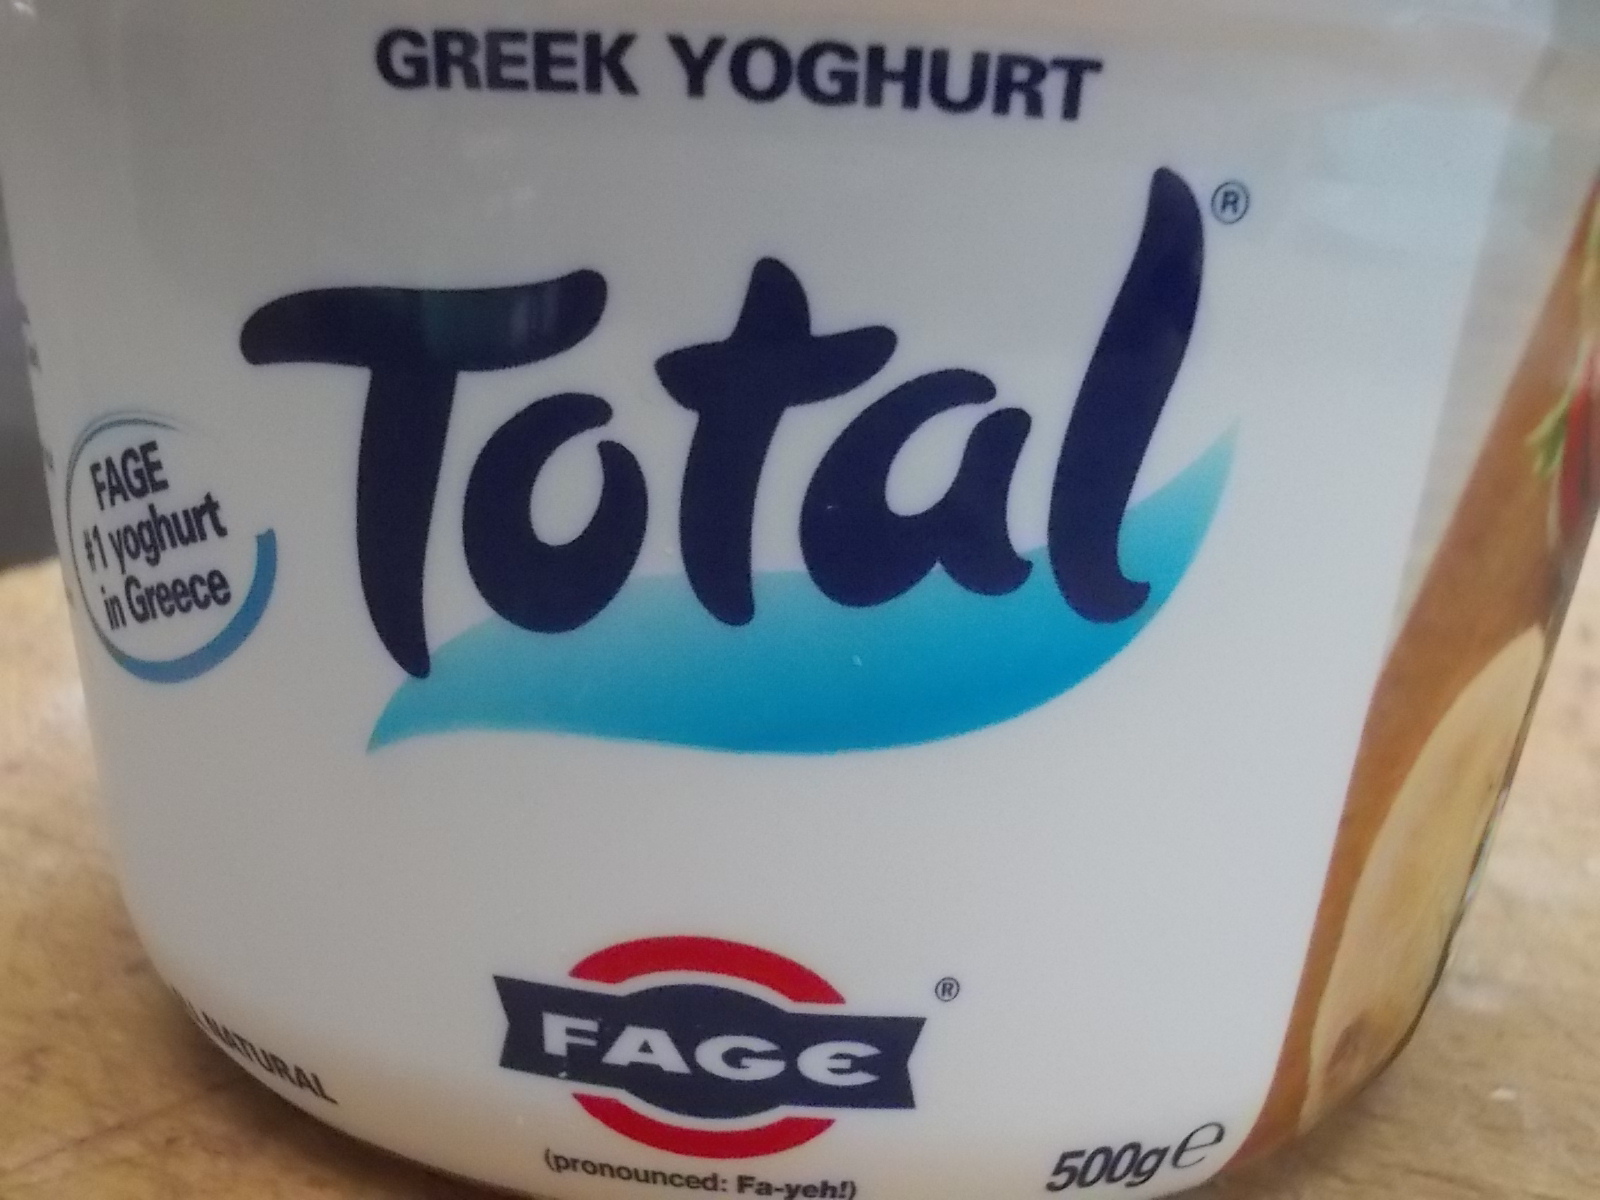 GREEK YOGHURT
Total®
FAGE
#1 yoghurt
in Greece
FAGE®
(pronounced: Fa-yeh!)
NATURAL
500g℮